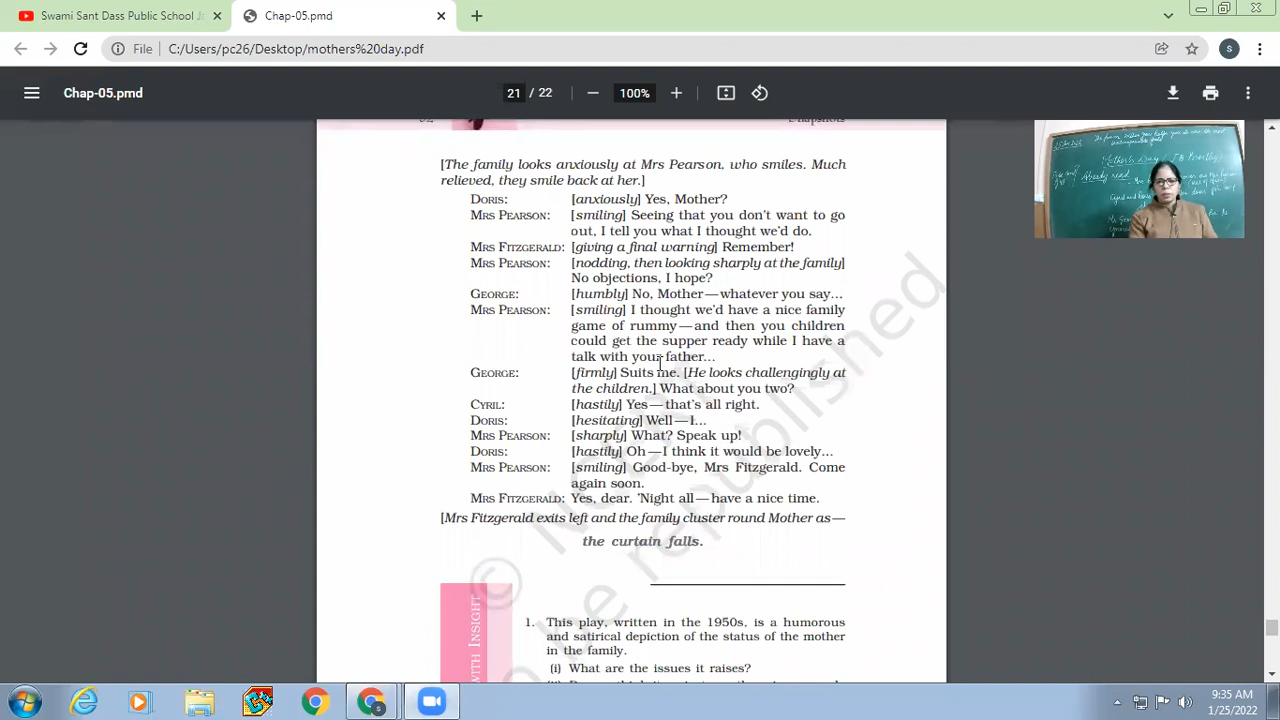 Swami Sant Dass Public School Ja
Chap-05.pmd
File C:/Users/pc26/Desktop/mothers%20day.pdf
S
Chap-05.pmd
21 / 22
100%
Snapshots
[The family looks anxiously at Mrs Pearson, who smiles. Much
relieved, they smile back at her.]
DORIS: [anxiously] Yes, Mother?
MRS PEARSON: [smiling] Seeing that you don't want to go
out, I tell you what I thought we'd do.
MRS FITZGERALD: [giving a final warning] Remember!
MRS PEARSON: [nodding, then looking sharply at the family]
No objections, I hope?
GEORGE: [humbly] No, Mother—whatever you say...
MRS PEARSON: [smiling] I thought we'd have a nice family
game of rummy—and then you children
could get the supper ready while I have a
talk with your father...
GEORGE: [firmly] Suits me. [He looks challengingly at
the children.] What about you two?
CYRIL: [hastily] Yes—that's all right.
DORIS: [hesitating] Well—I...
MRS PEARSON: [sharply] What? Speak up!
DORIS: [hastily] Oh—I think it would be lovely...
MRS PEARSON: [smiling] Good-bye, Mrs Fitzgerald. Come
again soon.
MRS FITZGERALD: Yes, dear. 'Night all—have a nice time.
[Mrs Fitzgerald exits left and the family cluster round Mother as—
the curtain falls.
WITH INSIGHT
1. This play, written in the 1950s, is a humorous
and satirical depiction of the status of the mother
in the family.
(i) What are the issues it raises?
be republished
Mother's Day
Already read
9:35 AM
1/25/2022